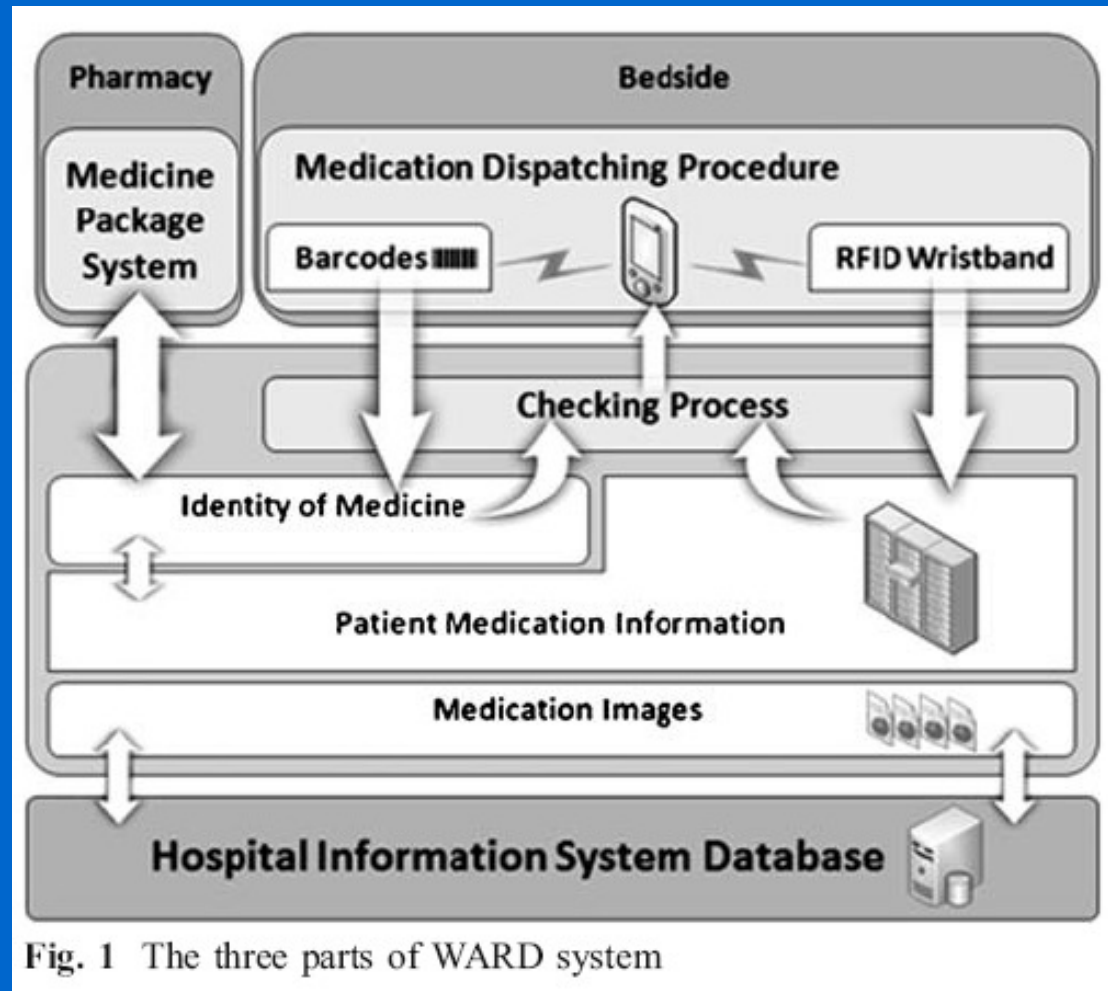 Pharmacy
Medicine
Package
System
Bedside
Medication Dispatching Procedure
Barcodes
RFID Wristband
Checking Process
Identity of Medicine
Patient Medication Information
Medication Images
Hospital Information System Database
Fig. 1 The three parts of WARD system